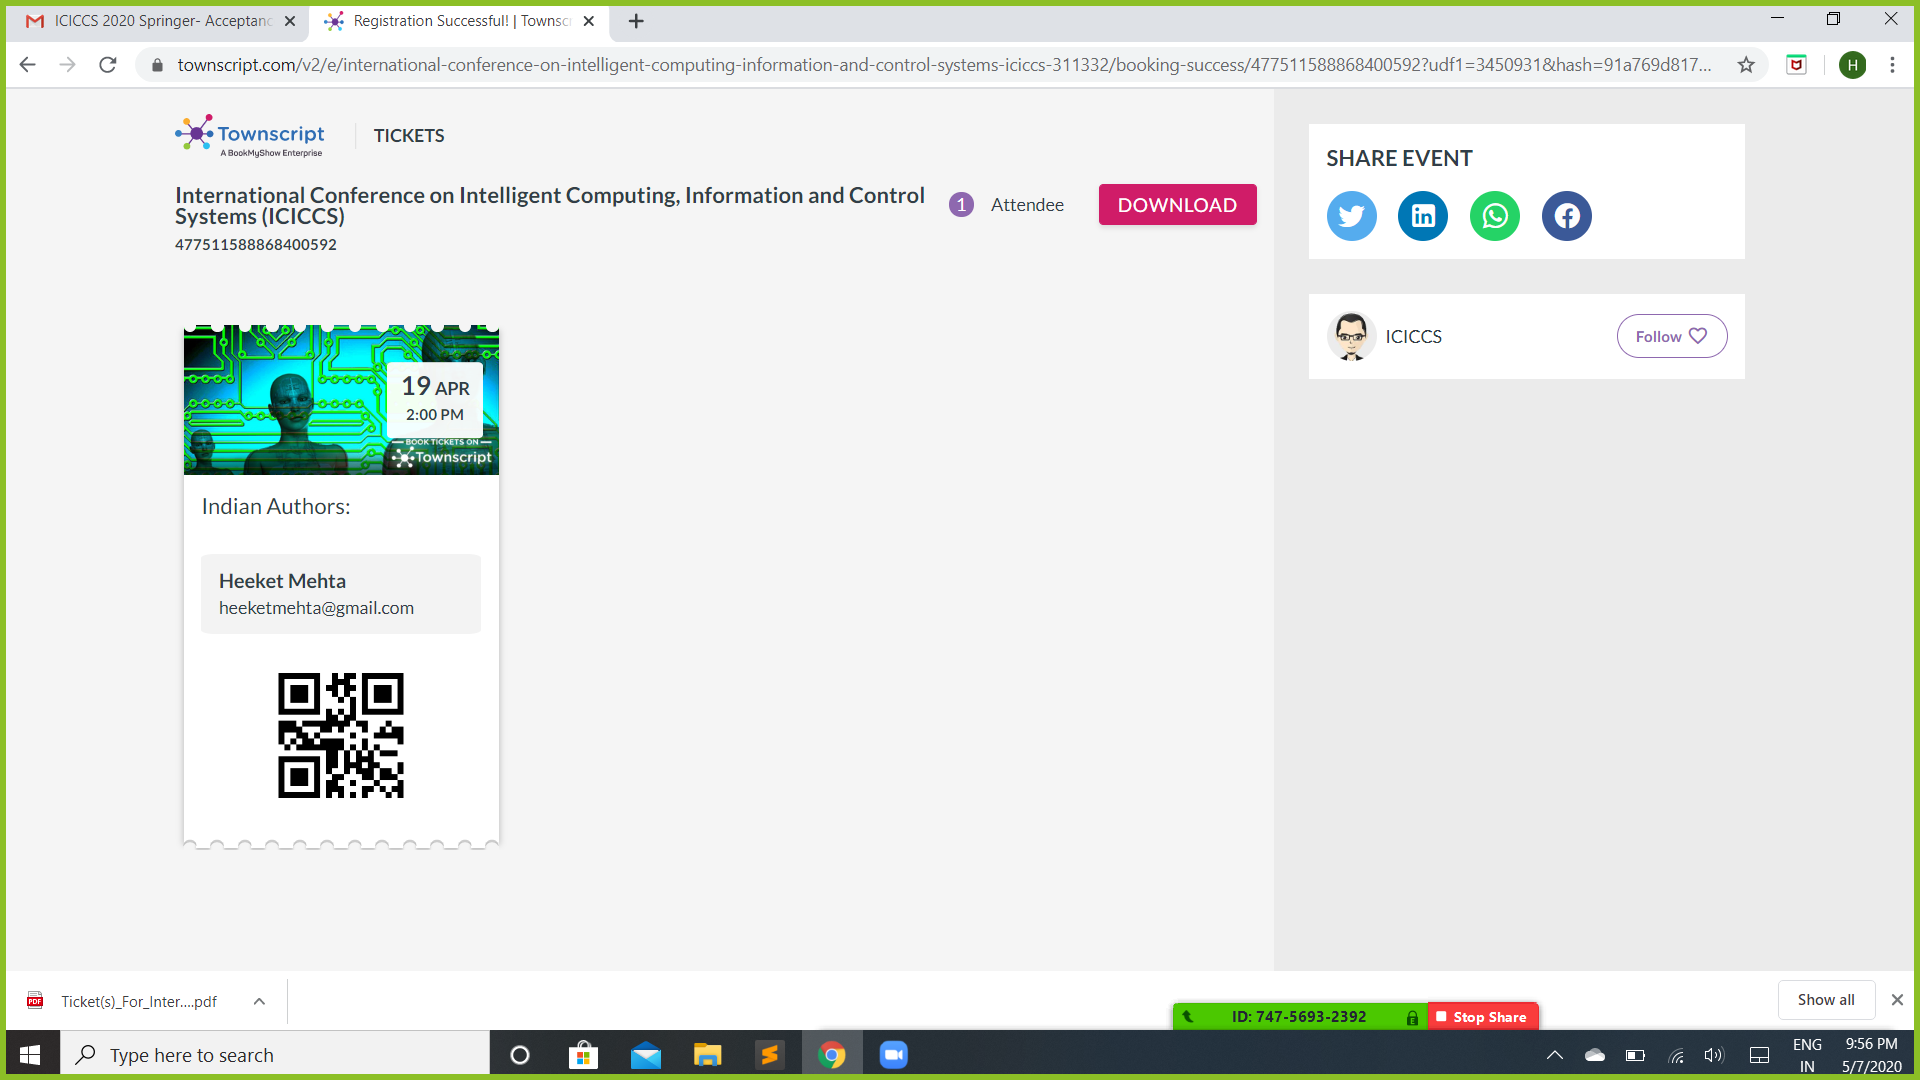 ICICCS 2020 Springer- Acceptanc
Registration Successful! | Townsc
townscript.com/v2/e/international-conference-on-intelligent-computing-information-and-control-systems-iciccs-311332/booking-success/477511588868400592?udf1=3450931&hash=91a769d817...
H
Townscript
A BookMyShow Enterprise
TICKETS
International Conference on Intelligent Computing, Information and Control
Systems (ICICCS)
477511588868400592
1 Attendee
DOWNLOAD
SHARE EVENT
ICICCS
Follow
19 APR
2:00 PM
BOOK TICKETS ON
Townscript
Indian Authors:
Heeket Mehta
heeketmehta@gmail.com
PDF
Ticket(s)_For_Inter....pdf
Show all
ID: 747-5693-2392
Stop Share
Type here to search
ENG
IN
9:56 PM
5/7/2020